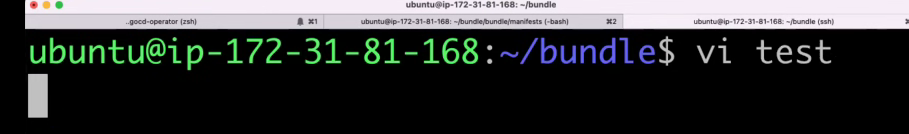 ubuntu@ip-172-31-81-168: ~/bundle
..gocd-operator (zsh) ⌘1 ubuntu@ip-172-31-81-168: ~/bundle/bundle/manifests (-bash) ⌘2 ubuntu@ip-172-31-81-168: ~/bundle (ssh)
ubuntu@ip-172-31-81-168:~/bundle$ vi test